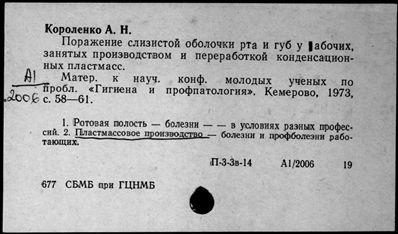 Короленко А. Н.
Поражение слизистой оболочки рта и губ у рабочих,
занятых производством и переработкой конденсацион-
ных пластмасс.
А1
2006
Матер. к науч. конф. молодых ученых по
пробл. «Гигиена и профпатология». Кемерово, 1973,
с. 58—61.
1. Ротовая полость — болезни — — в условиях разных профес-
сий. 2. Пластмассовое производство — болезни и профболезни рабо-
тающих.
П-3-3в-14 А1/2006 19
677 СБМБ при ГЦНМБ